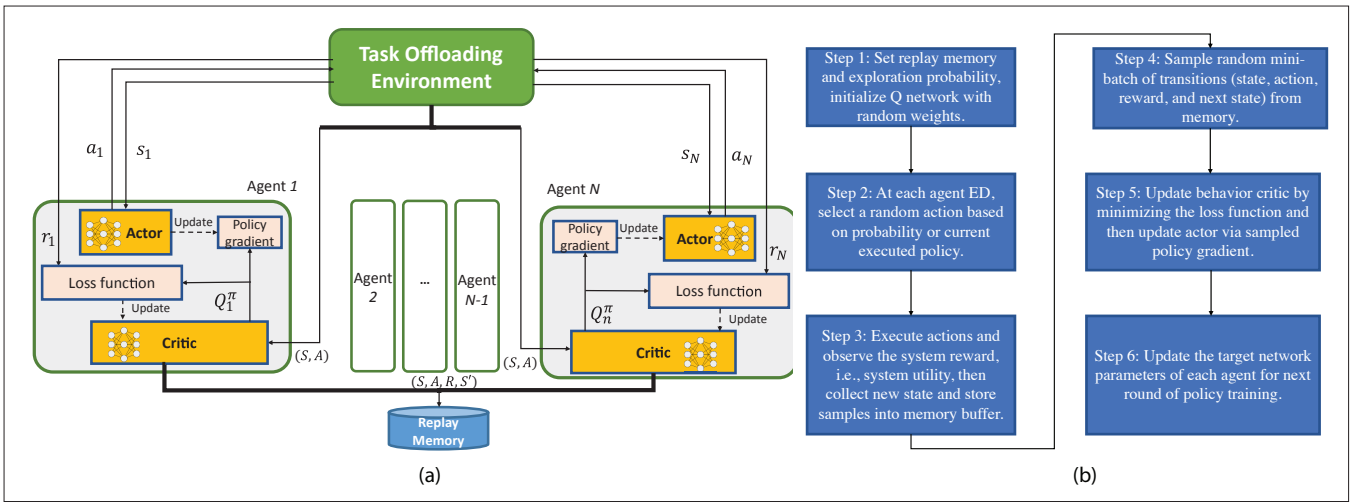 Task Offloading
Environment
a₁
s₁
s_N
a_N
Agent 1
Agent N
r₁
Actor
Update
Policy
gradient
Loss function
Q₁^π
Update
Critic
(S, A)
Agent
2
...
Agent
N-1
(S, A)
Policy
gradient
Update
Actor
r_N
Loss function
Q_n^π
Update
Critic
(S, A, R, S′)
Replay
Memory
(a)
Step 1: Set replay memory
and exploration probability,
initialize Q network with
random weights.
Step 2: At each agent ED,
select a random action based
on probability or current
executed policy.
Step 3: Execute actions and
observe the system reward,
i.e., system utility, then
collect new state and store
samples into memory buffer.
Step 4: Sample random mini-
batch of transitions (state, action,
reward, and next state) from
memory.
Step 5: Update behavior critic by
minimizing the loss function and
then update actor via sampled
policy gradient.
Step 6: Update the target network
parameters of each agent for next
round of policy training.
(b)